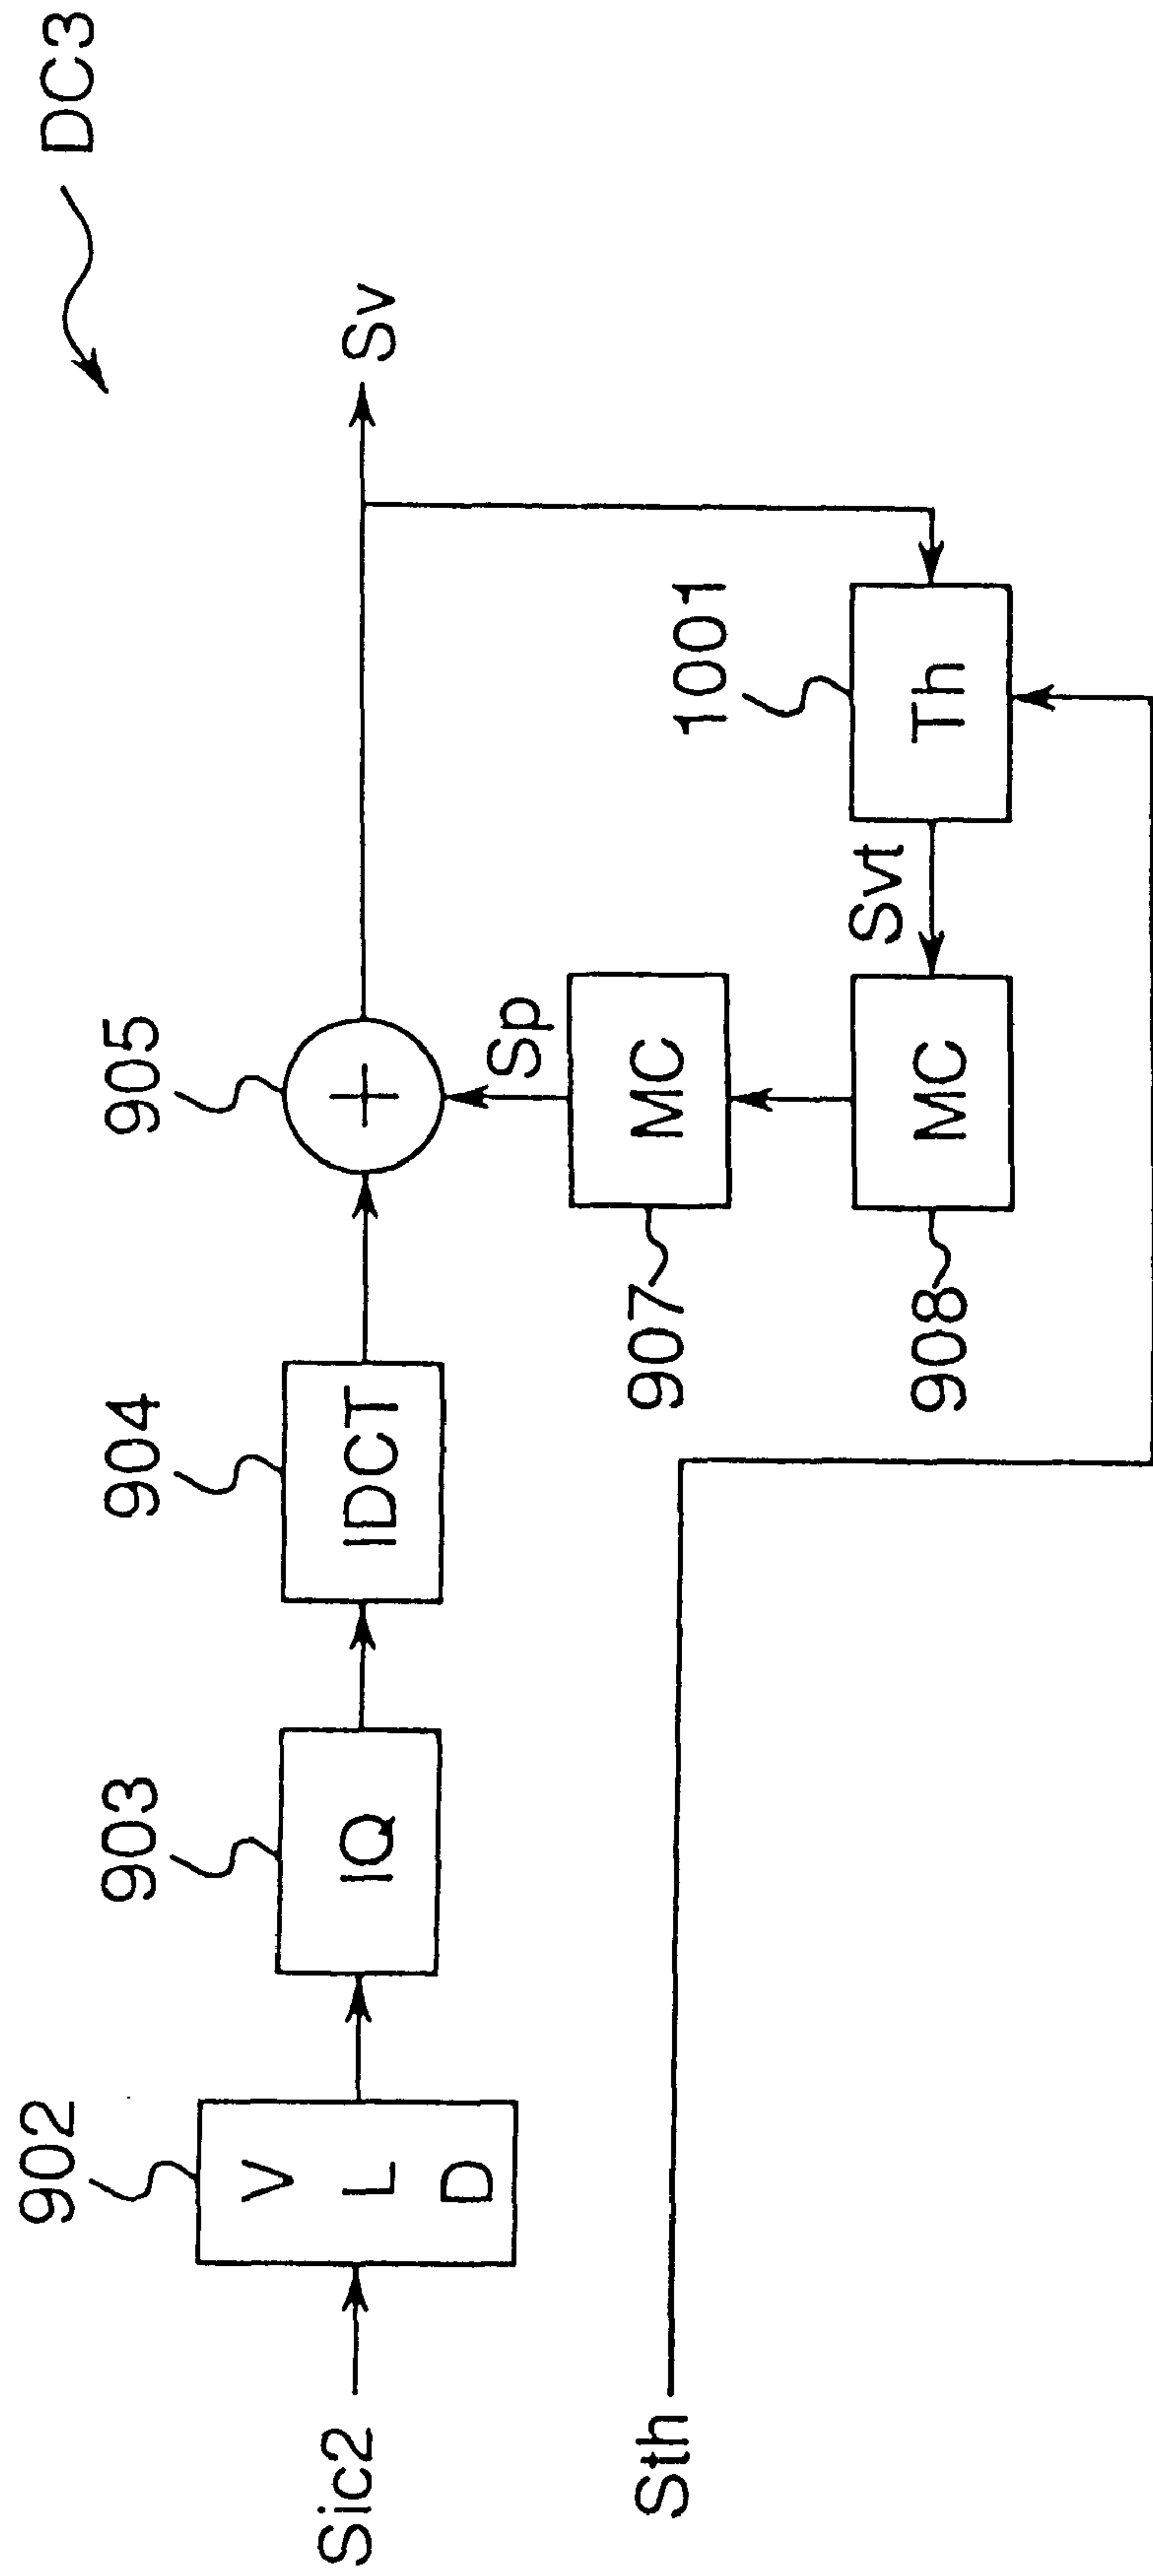 DC3
902
903
904
905
Sic2
V
L
D
IQ
IDCT
+
Sv
Sp
907
MC
1001
Sth
908
MC
Svt
Th